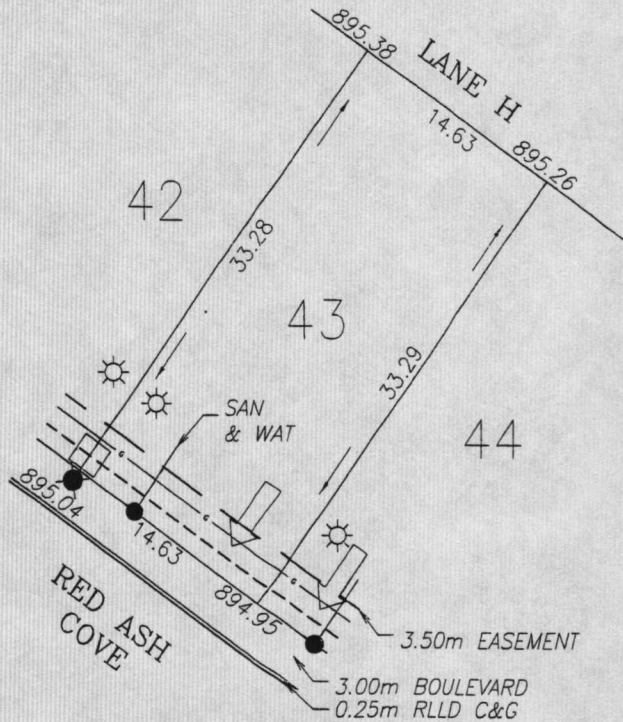 895.38
LANE H
14.63
895.26
42
33.28
43
33.29
44
SAN
& WAT
G
G
G
895.04
14.63
894.95
RED ASH
COVE
3.50m EASEMENT
3.00m BOULEVARD
0.25m RLLD C&G